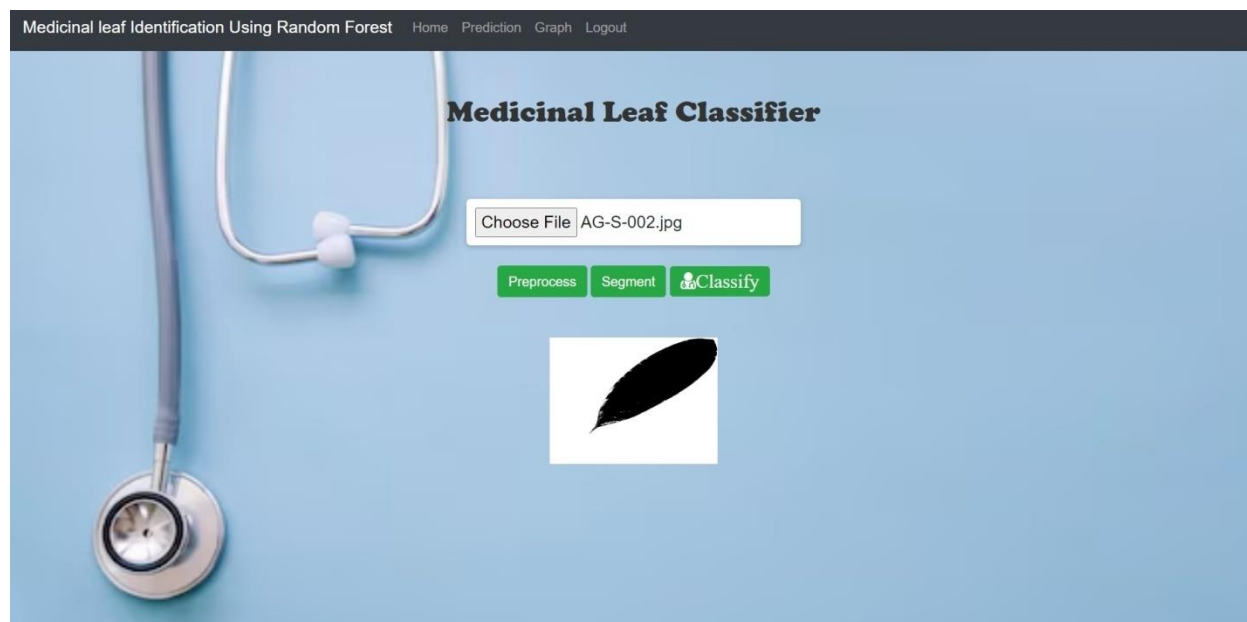 Medicinal leaf Identification Using Random Forest Home Prediction Graph Logout
Medicinal Leaf Classifier
Choose File AG-S-002.jpg
Preprocess Segment Classify